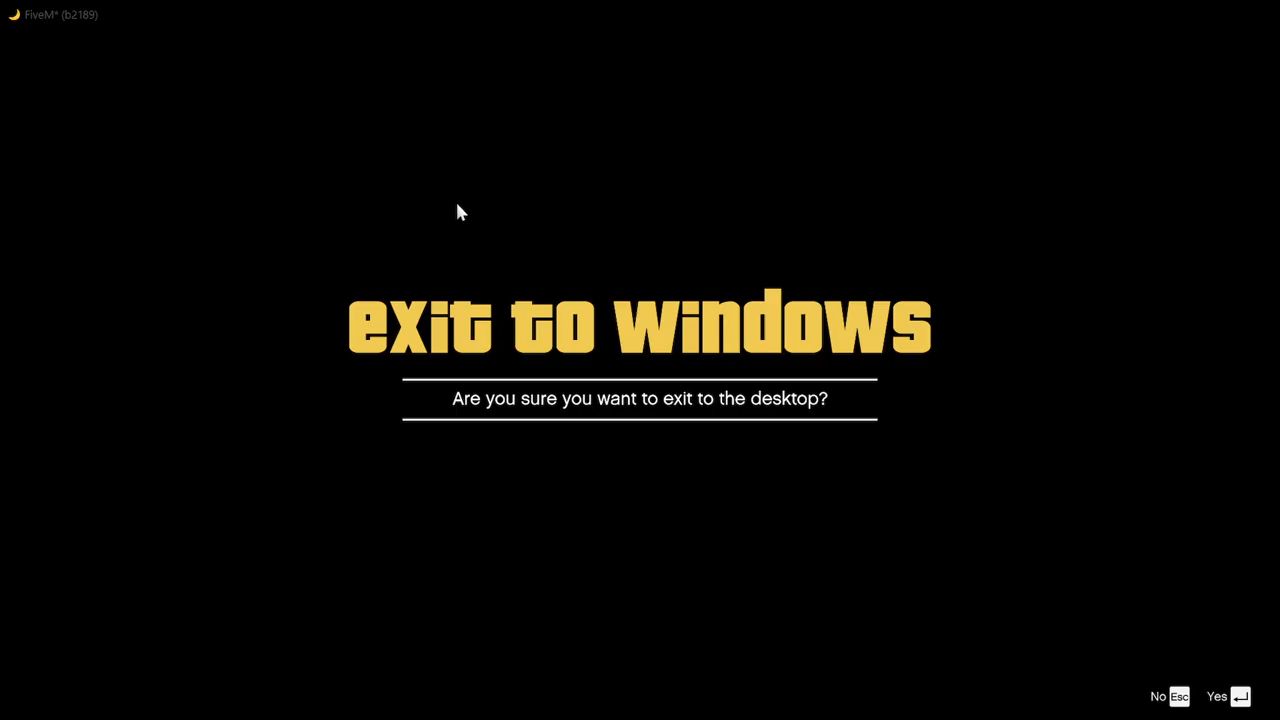 FiveM* (b2189)
exit to windows
Are you sure you want to exit to the desktop?
No Esc Yes